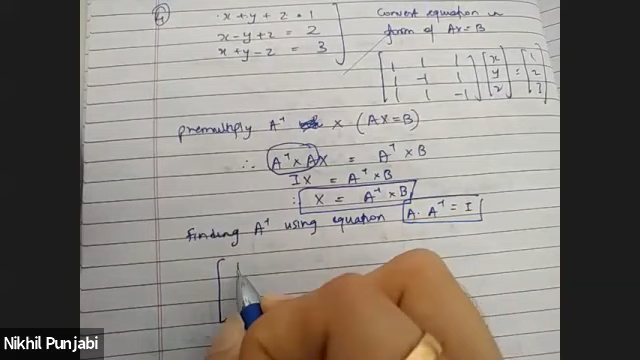 x + y + z = 1
x - y + z = 2
x + y - z = 3
Convert equation in
form of Ax = B
[1 1 1; 1 -1 1; 1 1 -1] [x; y; z] = [1; 2; 3]
premultiply A⁻¹ x (AX = B)
∴ A⁻¹ x AX = A⁻¹ x B
IX = A⁻¹ x B
∴ X = A⁻¹ x B
finding A⁻¹ using equation A. A⁻¹ = I
Nikhil Punjabi